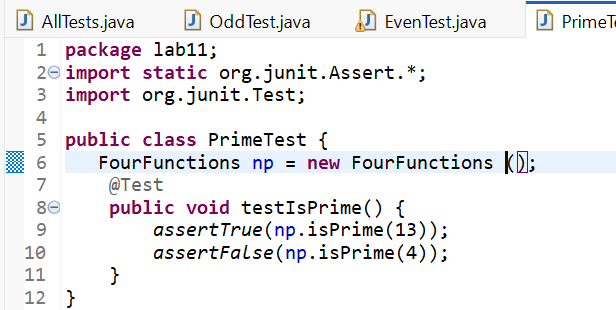 AllTests.java OddTest.java EvenTest.java PrimeT
1 package lab11;
2 import static org.junit.Assert.*;
3 import org.junit.Test;
4
5 public class PrimeTest {
6 FourFunctions np = new FourFunctions ();
7 @Test
8 public void testIsPrime() {
9 assertTrue(np.isPrime(13));
10 assertFalse(np.isPrime(4));
11 }
12 }